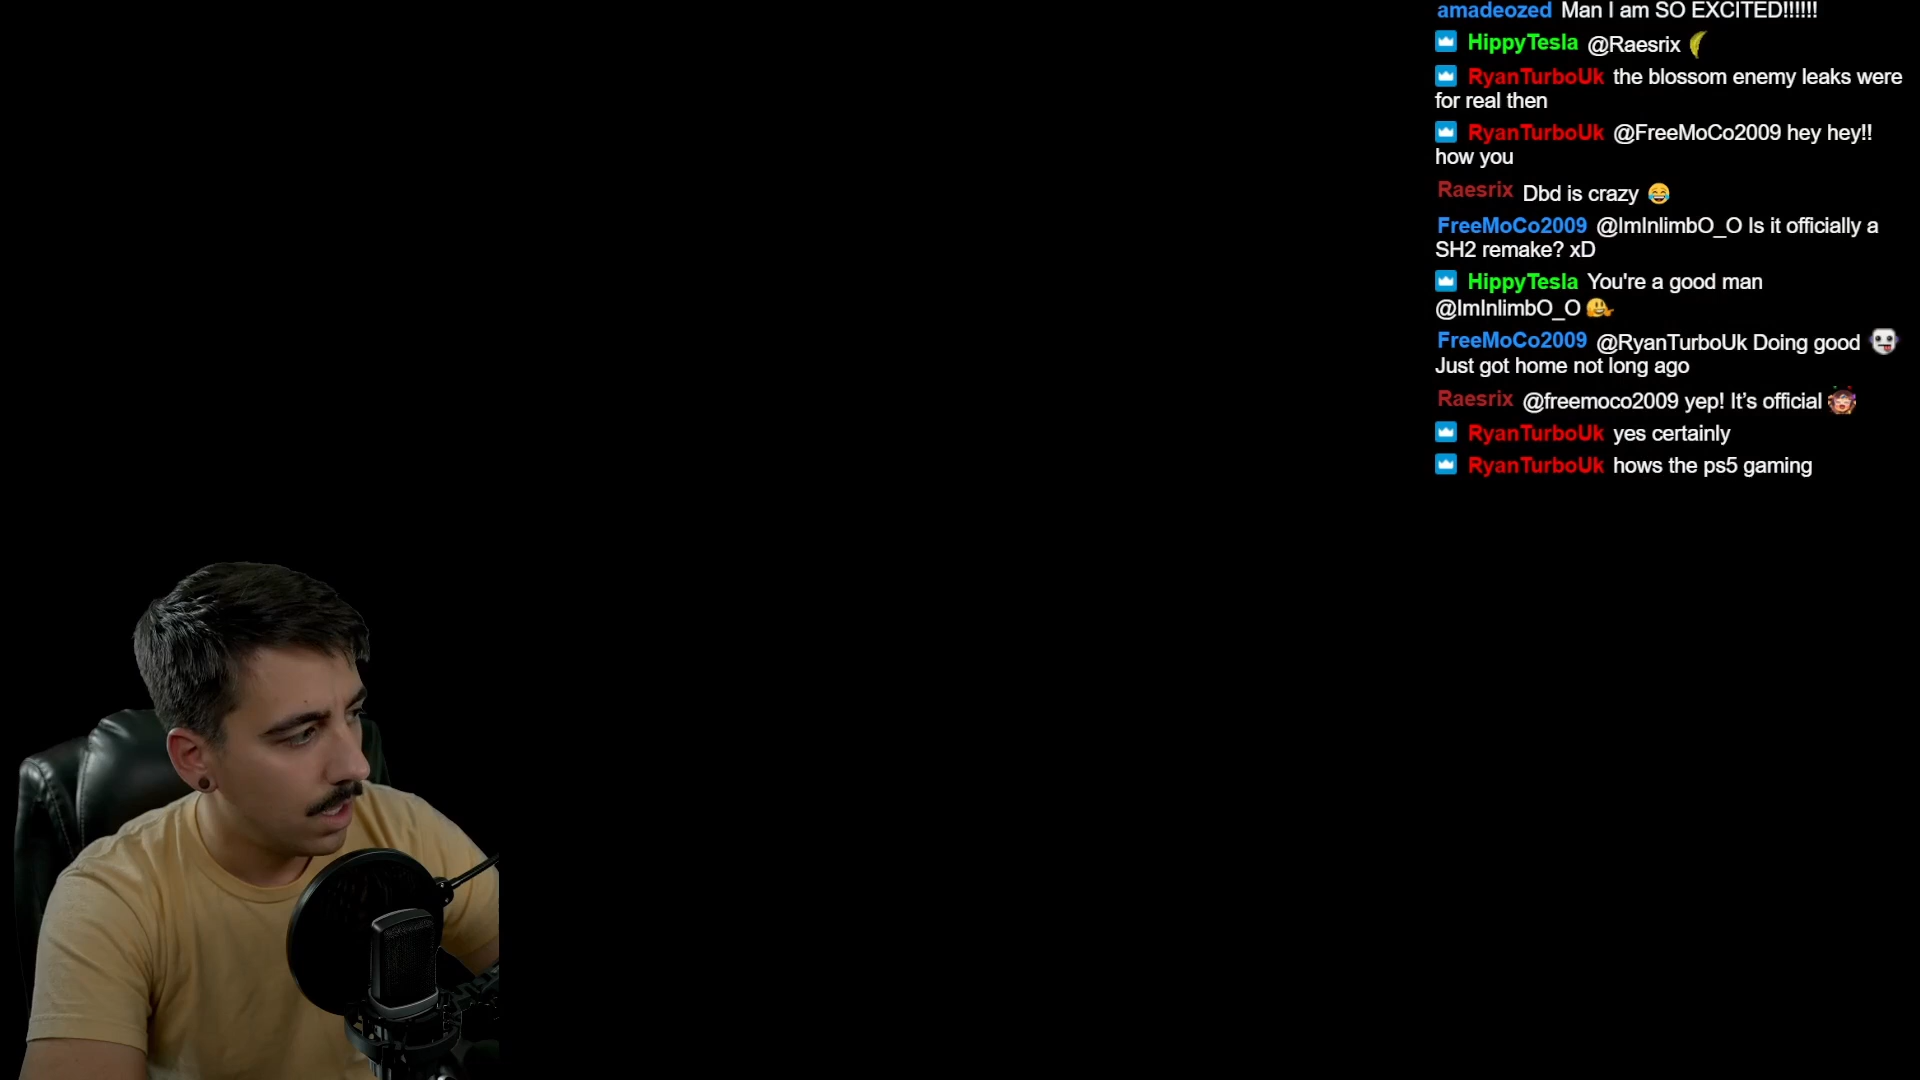 amadeozed Man I am SO EXCITED!!!!!!
HippyTesla @Raesrix
RyanTurboUk the blossom enemy leaks were
for real then
RyanTurboUk @FreeMoCo2009 hey hey!!
how you
Raesrix Dbd is crazy 😂
FreeMoCo2009 @ImInlimbO_O Is it officially a
SH2 remake? xD
HippyTesla You're a good man
@ImInlimbO_O
FreeMoCo2009 @RyanTurboUk Doing good
Just got home not long ago
Raesrix @freemoco2009 yep! It’s official
RyanTurboUk yes certainly
RyanTurboUk hows the ps5 gaming